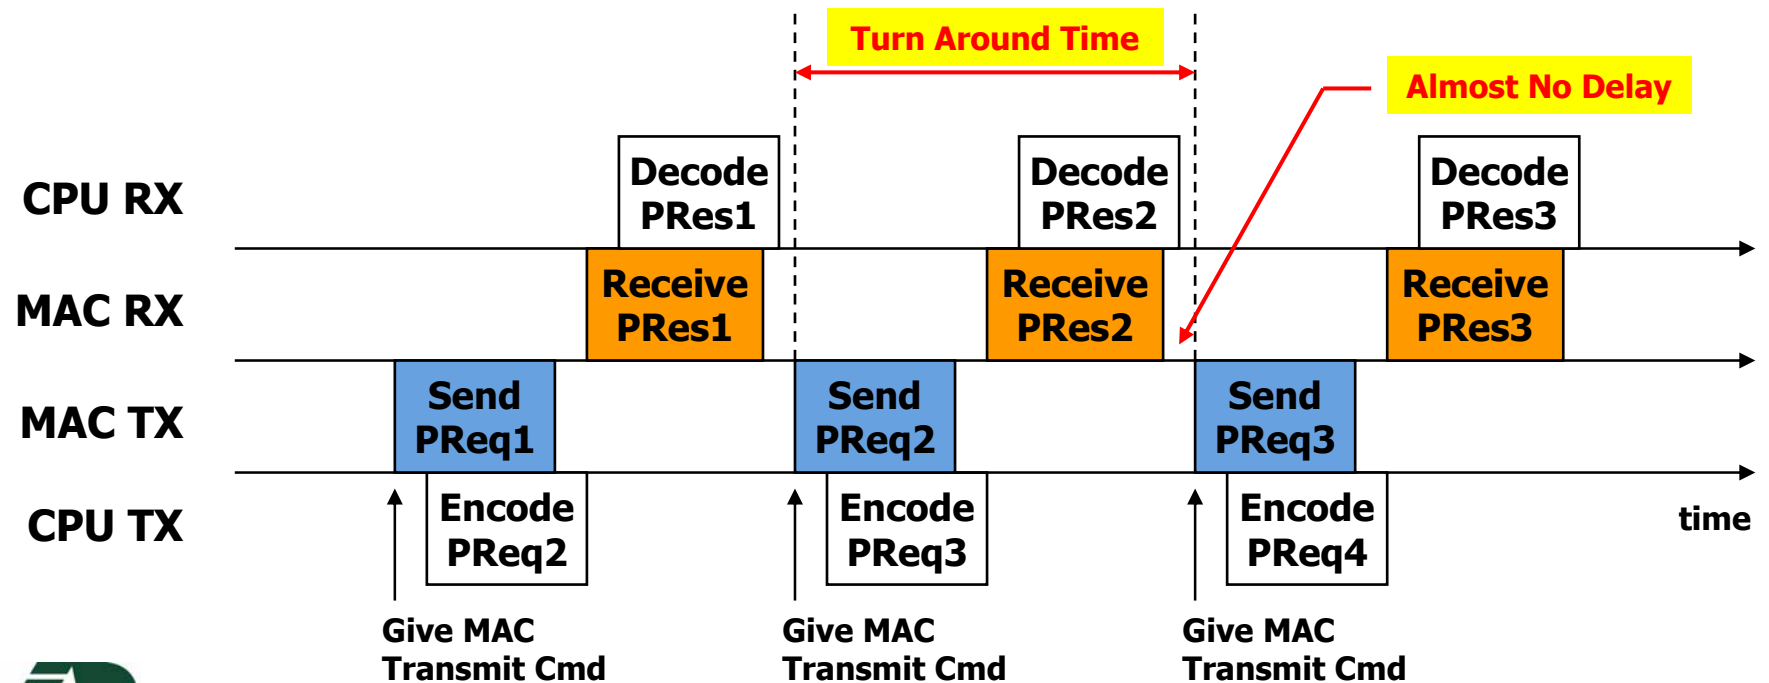 Turn Around Time
Almost No Delay
CPU RX
Decode
PRes1
Decode
PRes2
Decode
PRes3
MAC RX
Receive
PRes1
Receive
PRes2
Receive
PRes3
MAC TX
Send
PReq1
Send
PReq2
Send
PReq3
CPU TX
Encode
PReq2
Encode
PReq3
Encode
PReq4
time
Give MAC
Transmit Cmd
Give MAC
Transmit Cmd
Give MAC
Transmit Cmd